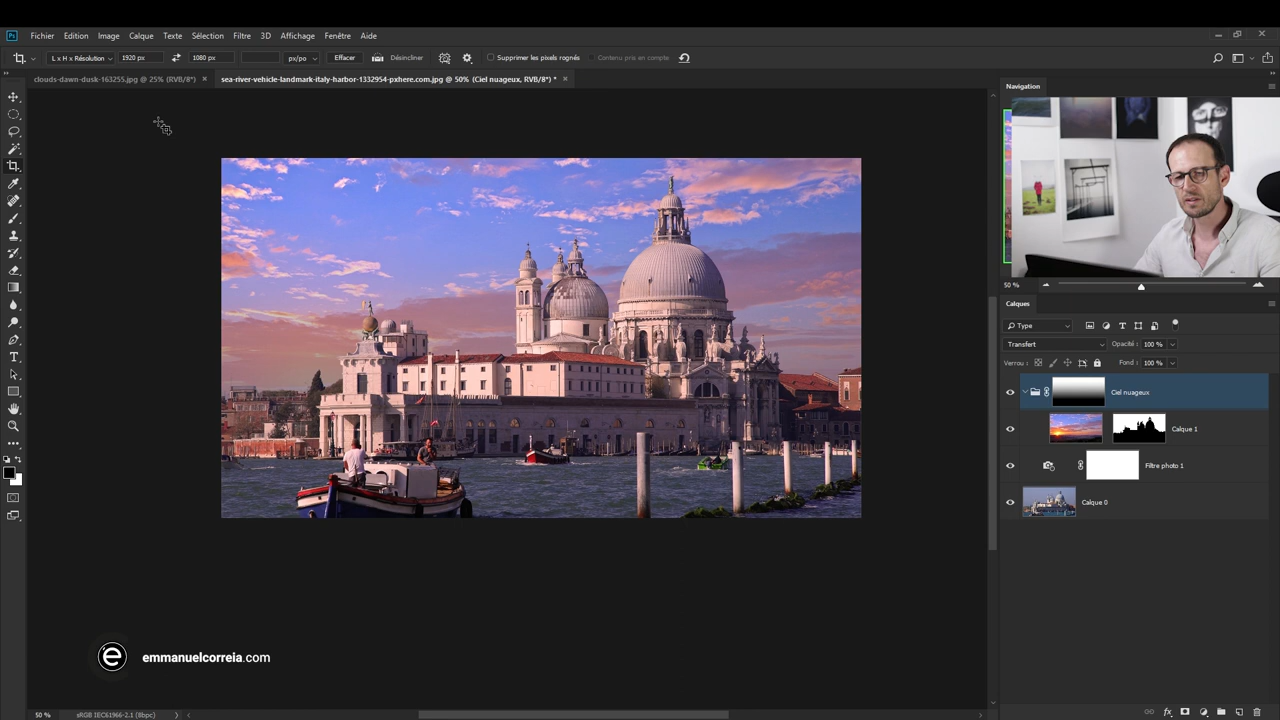 Ps Fichier Edition Image Calque Texte Sélection Filtre 3D Affichage Fenêtre Aide
L x H x Résolution 1920 px 1080 px px/po Effacer Désincliner Supprimer les pixels rognés Contenu pris en compte
clouds-dawn-dusk-163255.jpg @ 25% (RVB/8*) × sea-river-vehicle-landmark-italy-harbor-1332954-pxhere.com.jpg @ 50% (Ciel nuageux, RVB/8*) * ×
Navigation
50 %
Calques
Type
Transfert Opacité : 100 %
Verrou : Fond : 100 %
Ciel nuageux
Calque 1
Filtre photo 1
Calque 0
e emmanuelcorreia.com
50 % sRGB IEC61966-2.1 (8bpc)